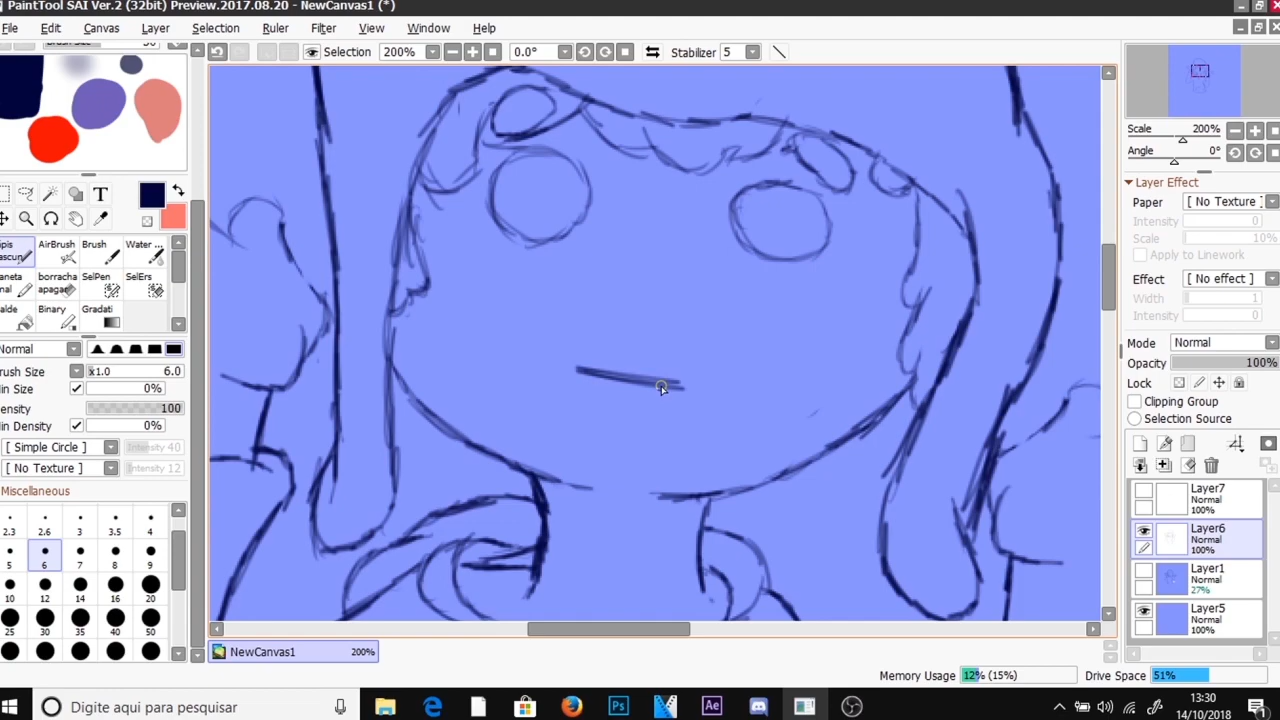 PaintTool SAI Ver.2 (32bit) Preview.2017.08.20 - NewCanvas1 (*)
File Edit Canvas Layer Selection Ruler Filter View Window Help
Selection 200% 0.0° Stabilizer 5
T
AirBrush Brush Water ...
borracha SelPen SelErs
apagar
Binary Gradati
Normal
Brush Size x1.0 6.0
Min Size 0%
Density 100
Min Density 0%
[ Simple Circle ] Intensity 40
[ No Texture ] Intensity 12
Miscellaneous
2.3 2.6 3 3.5 4
5 6 7 8 9
10 12 14 16 20
25 30 35 40 50
NewCanvas1 200%
Scale 200%
Angle 0°
Layer Effect
Paper [ No Texture ]
Intensity 0
Scale 10%
Apply to Linework
Effect [ No effect ]
Width 1
Intensity 0
Mode Normal
Opacity 100%
Lock
Clipping Group
Selection Source
Layer7
Normal
100%
Layer6
Normal
100%
Layer1
Normal
27%
Layer5
Normal
100%
Memory Usage 12% (15%) Drive Space 51%
Digite aqui para pesquisar
Ps
Ae
13:30
14/10/2018
1